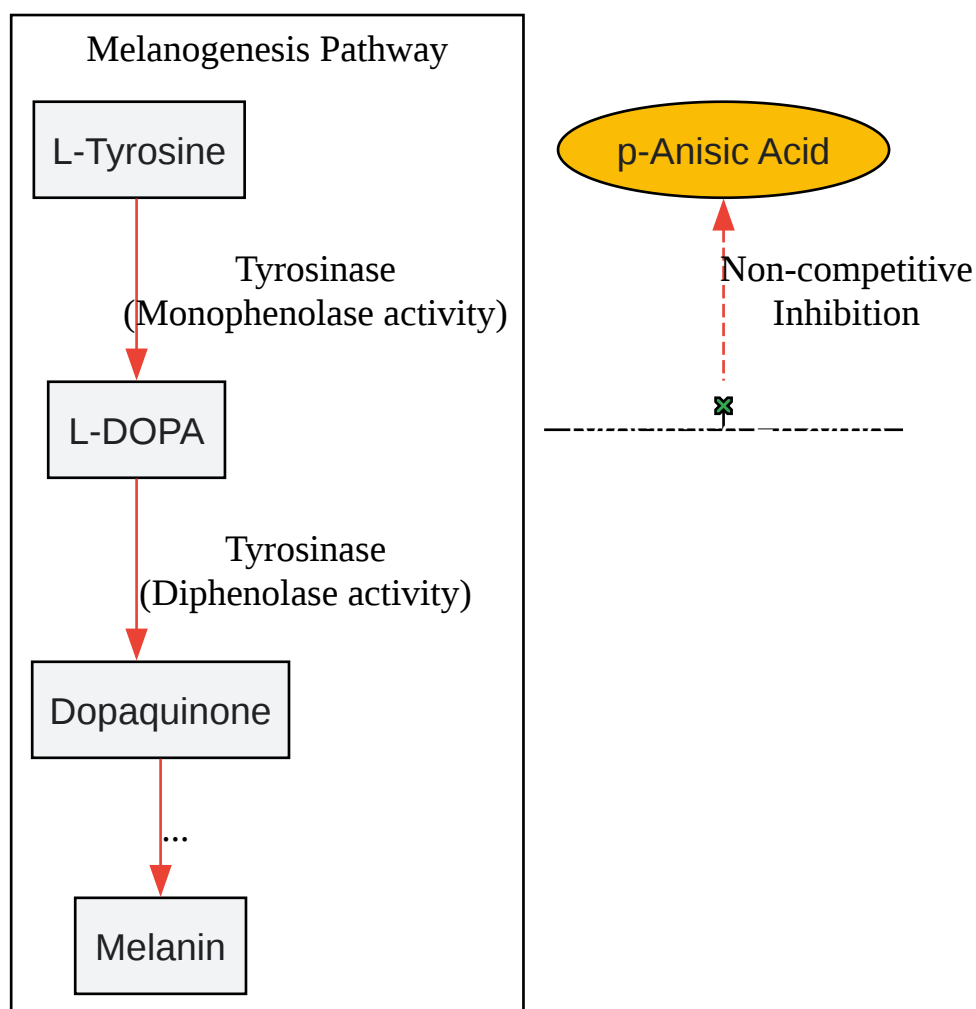 Melanogenesis Pathway
L-Tyrosine
p-Anisic Acid
Tyrosinase
(Monophenolase activity)
Non-competitive
Inhibition
L-DOPA
Tyrosinase
(Diphenolase activity)
Dopaquinone
...
Melanin